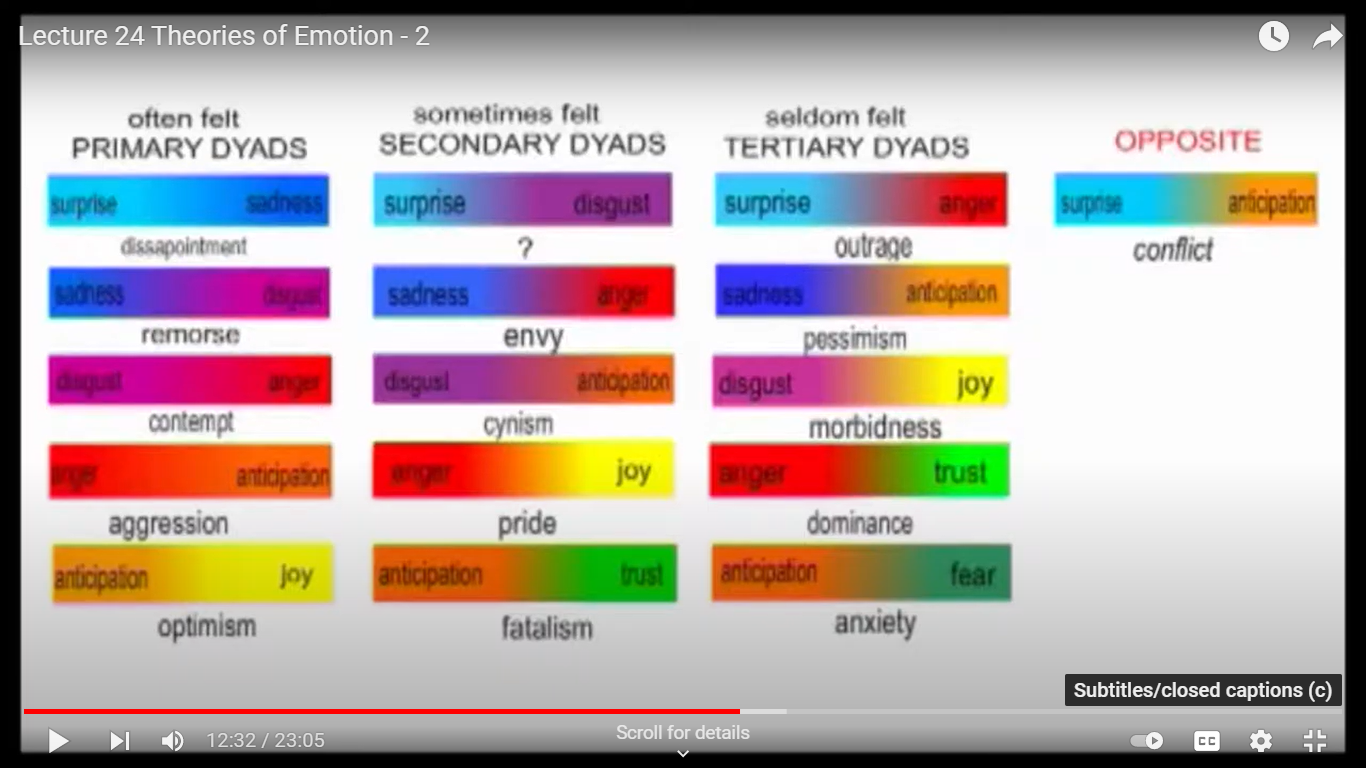 Lecture 24 Theories of Emotion - 2
often felt
PRIMARY DYADS
surprise sadness
dissapointment
sadness disgust
remorse
disgust anger
contempt
anger anticipation
aggression
anticipation joy
optimism
sometimes felt
SECONDARY DYADS
surprise disgust
?
sadness anger
envy
disgust anticipation
cynism
anger joy
pride
anticipation trust
fatalism
seldom felt
TERTIARY DYADS
surprise anger
outrage
sadness anticipation
pessimism
disgust joy
morbidness
anger trust
dominance
anticipation fear
anxiety
OPPOSITE
surprise anticipation
conflict
Subtitles/closed captions (c)
12:32 / 23:05
Scroll for details
CC